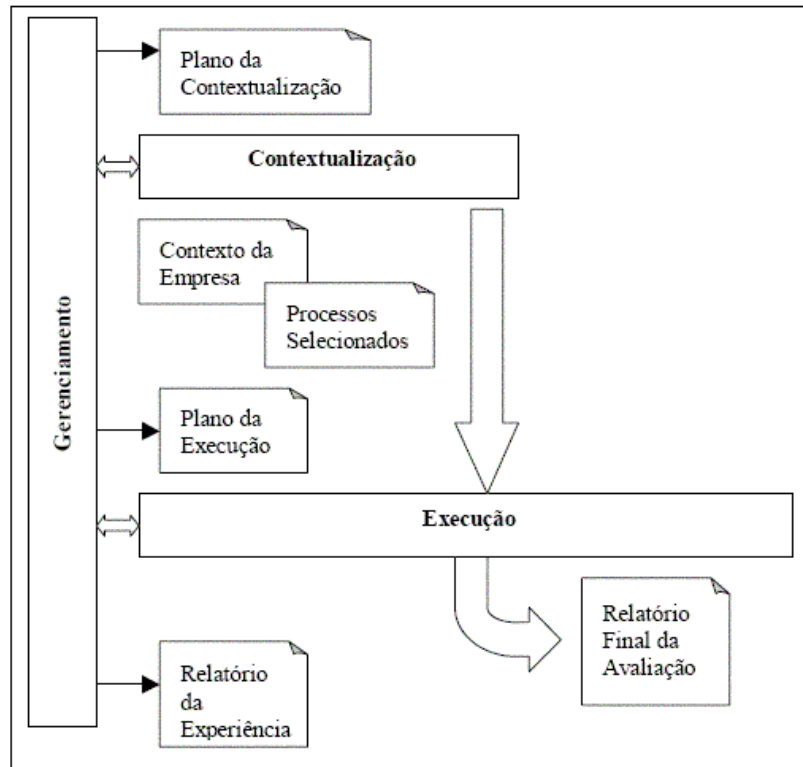 Plano da
Contextualização
Contextualização
Contexto da
Empresa
Processos
Selecionados
Gerenciamento
Plano da
Execução
Execução
Relatório
Final da
Avaliação
Relatório
da
Experiência